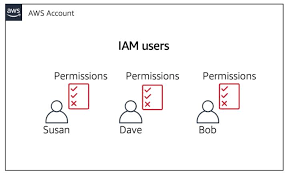 aws AWS Account
IAM users
Permissions Permissions Permissions
Susan Dave Bob